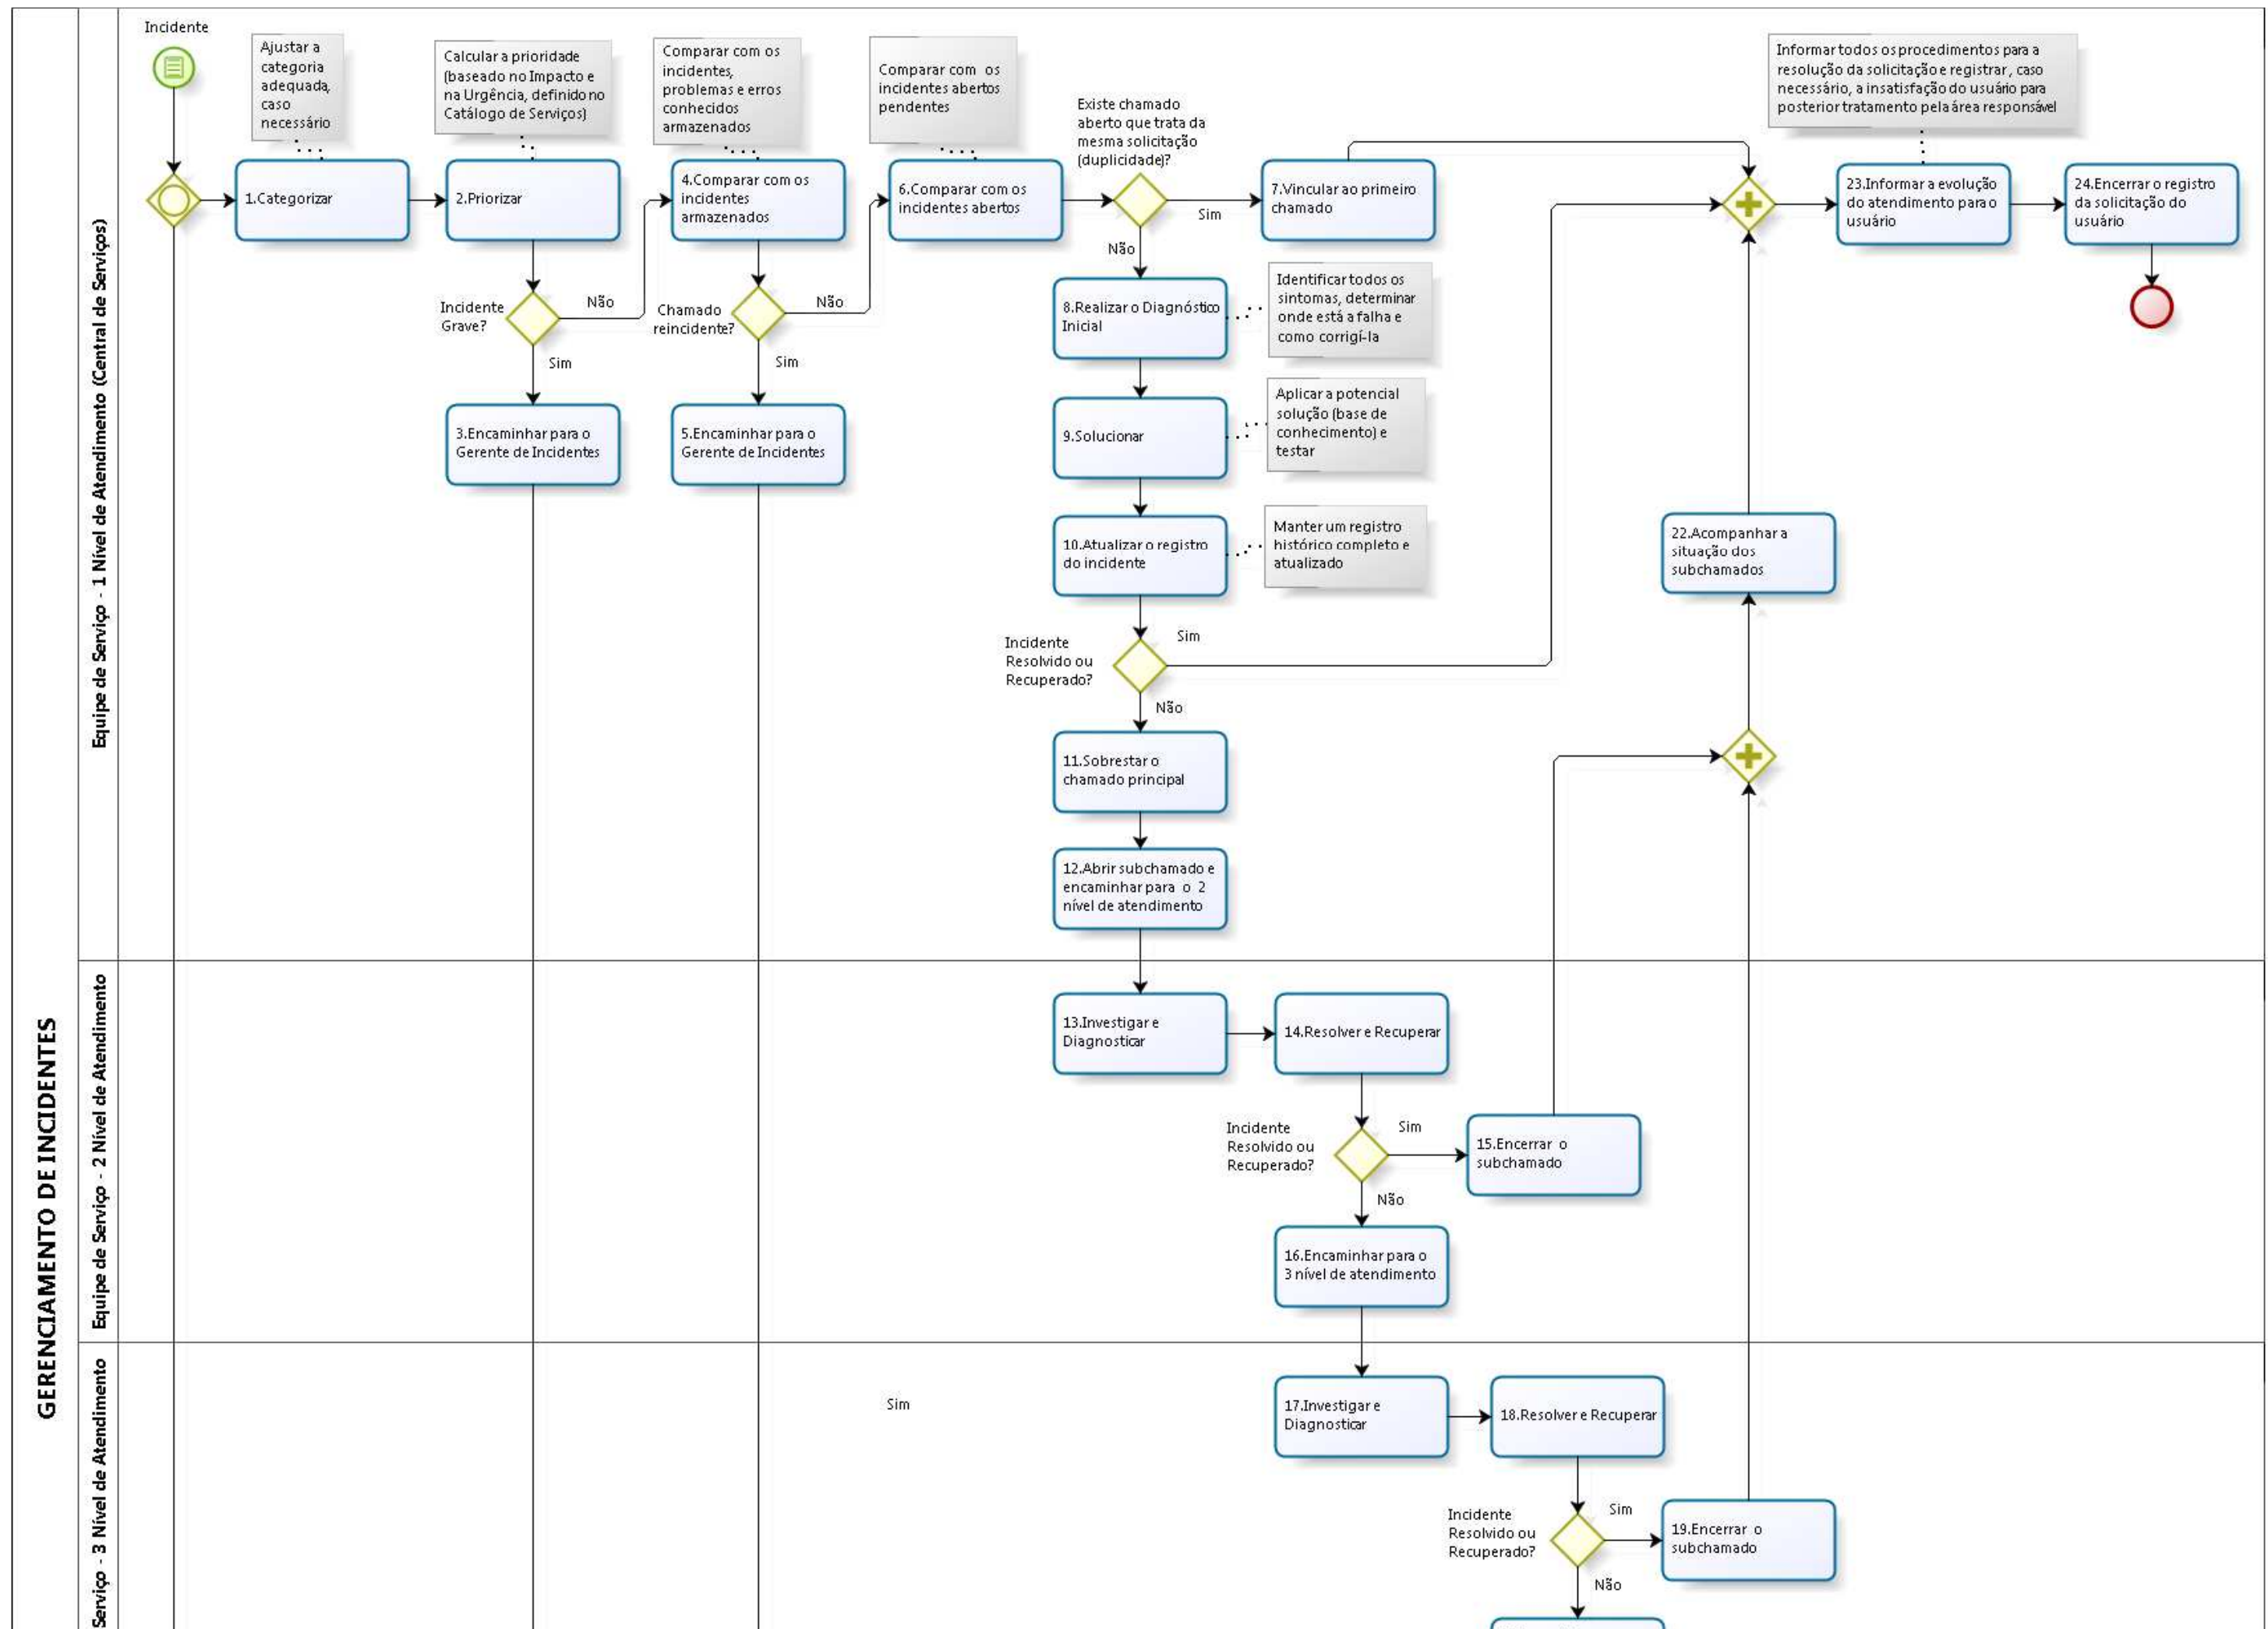 GERENCIAMENTO DE INCIDENTES
Equipe de Serviço - 1 Nível de Atendimento (Central de Serviços)
Incidente
Ajustar a
categoria
adequada,
caso
necessário
Calcular a prioridade
(baseado no Impacto e
na Urgência, definido no
Catálogo de Serviços)
Comparar com os
incidentes,
problemas e erros
conhecidos
armazenados
Comparar com os
incidentes abertos
pendentes
Existe chamado
aberto que trata da
mesma solicitação
(duplicidade)?
Informar todos os procedimentos para a
resolução da solicitação e registrar, caso
necessário, a insatisfação do usuário para
posterior tratamento pela área responsável
1.Categorizar
2.Priorizar
4.Comparar com os
incidentes
armazenados
6.Comparar com os
incidentes abertos
Sim
7.Vincular ao primeiro
chamado
23.Informar a evolução
do atendimento para o
usuário
24.Encerrar o registro
da solicitação do
usuário
Não
Incidente
Grave?
Não
Sim
Chamado
reincidente?
Não
Sim
8.Realizar o Diagnóstico
Inicial
Identificar todos os
sintomas, determinar
onde está a falha e
como corrigí-la
3.Encaminhar para o
Gerente de Incidentes
5.Encaminhar para o
Gerente de Incidentes
9.Solucionar
Aplicar a potencial
solução (base de
conhecimento) e
testar
10.Atualizar o registro
do incidente
Manter um registro
histórico completo e
atualizado
22.Acompanhar a
situação dos
subchamados
Incidente
Resolvido ou
Recuperado?
Sim
Não
11.Sobrestar o
chamado principal
12.Abrir subchamado e
encaminhar para o 2
nível de atendimento
Equipe de Serviço - 2 Nível de Atendimento
13.Investigar e
Diagnosticar
14.Resolver e Recuperar
Incidente
Resolvido ou
Recuperado?
Sim
Não
15.Encerrar o
subchamado
16.Encaminhar para o
3 nível de atendimento
Serviço - 3 Nível de Atendimento
Sim
17.Investigar e
Diagnosticar
18.Resolver e Recuperar
Incidente
Resolvido ou
Recuperado?
Sim
Não
19.Encerrar o
subchamado